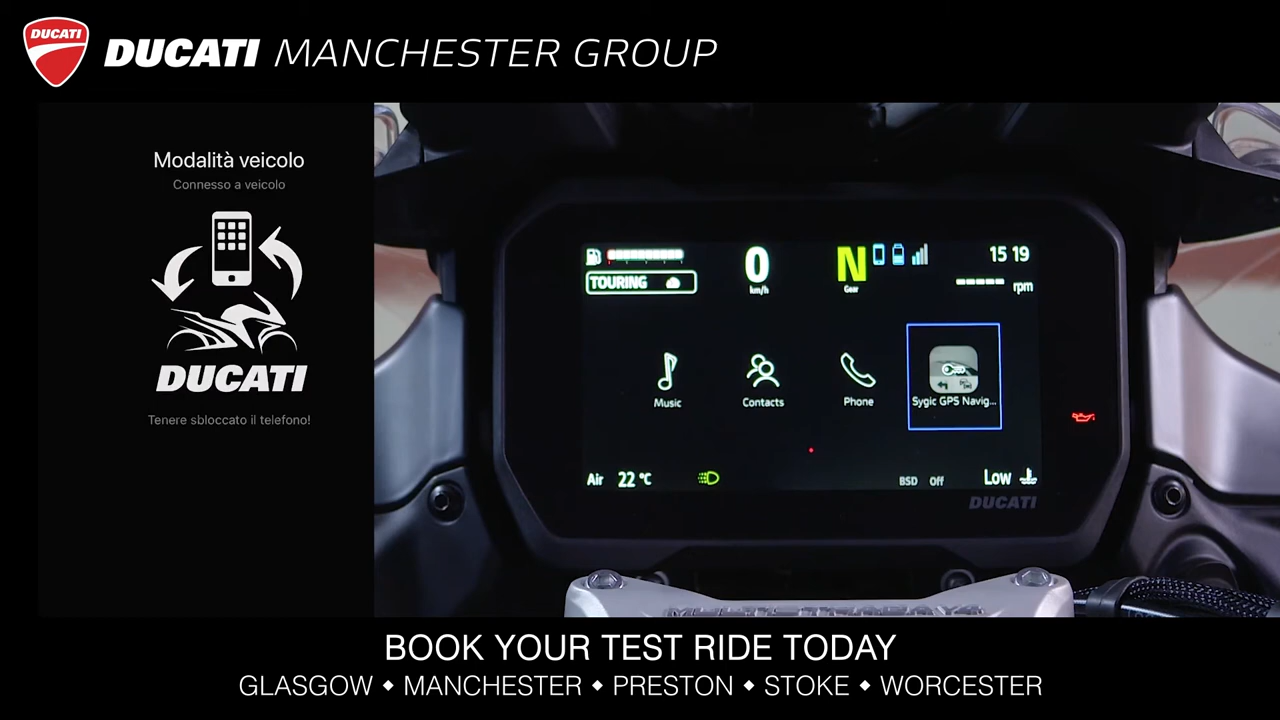 DUCATI
DUCATI MANCHESTER GROUP
Modalità veicolo
Connesso a veicolo
DUCATI
Tenere sbloccato il telefono!
0
km/h
N
Gear
15 19
TOURING
rpm
Music
Contacts
Phone
Sygic GPS Navig...
Air 22 °C
BSD Off
Low
DUCATI
MULTISTRADA V4
BOOK YOUR TEST RIDE TODAY
GLASGOW ◆ MANCHESTER ◆ PRESTON ◆ STOKE ◆ WORCESTER